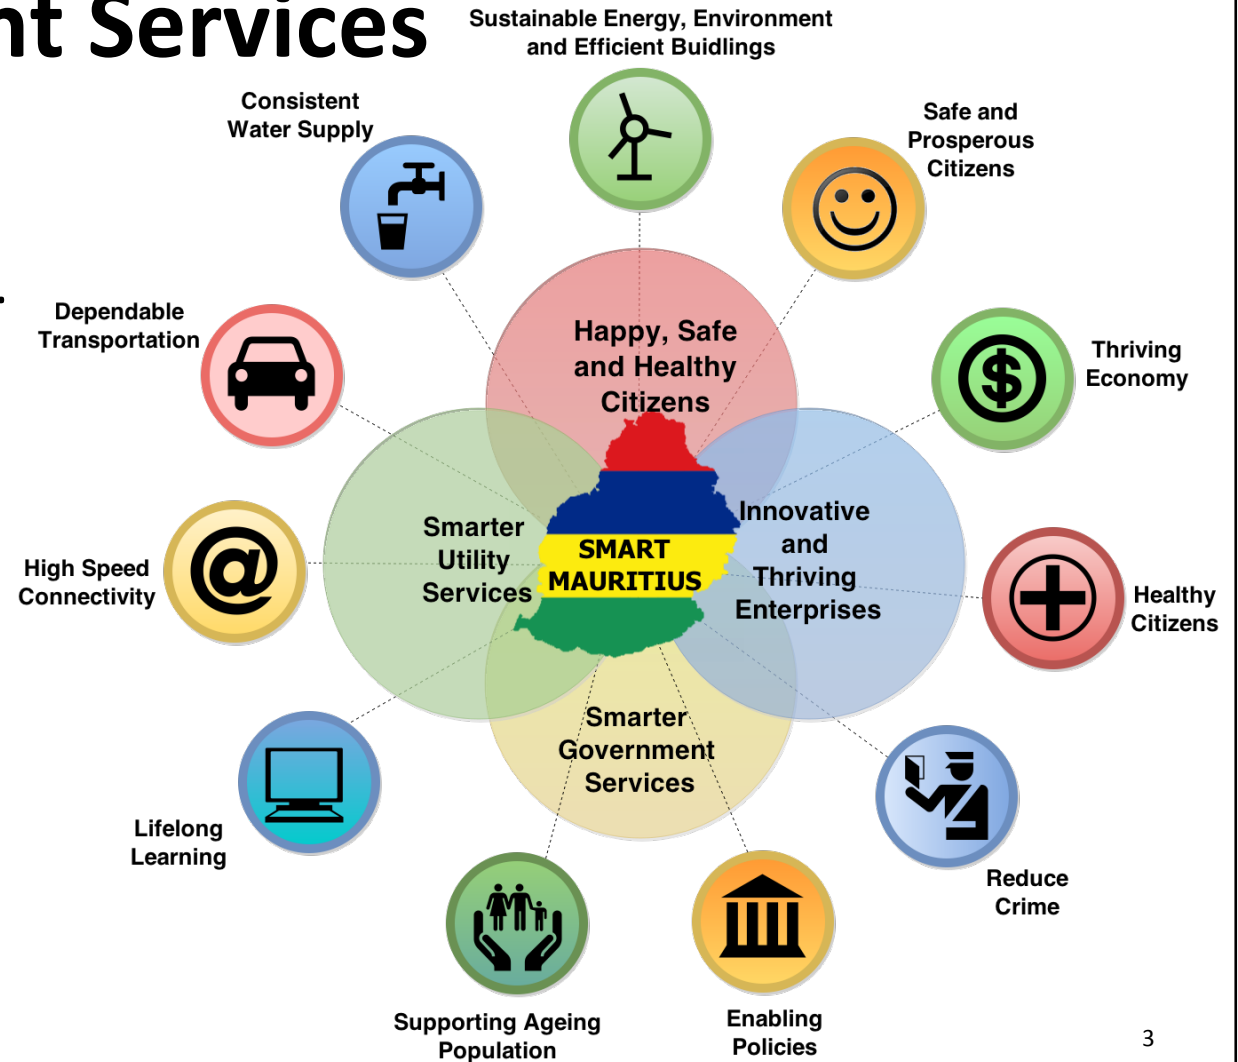 nt Services
Sustainable Energy, Environment
and Efficient Buidlings
Consistent
Water Supply
Safe and
Prosperous
Citizens
Dependable
Transportation
Thriving
Economy
Happy, Safe
and Healthy
Citizens
Smarter
Utility
Services
SMART
MAURITIUS
Innovative
and
Thriving
Enterprises
High Speed
Connectivity
@
$
Healthy
Citizens
Smarter
Government
Services
Lifelong
Learning
Reduce
Crime
Supporting Ageing
Population
Enabling
Policies
3